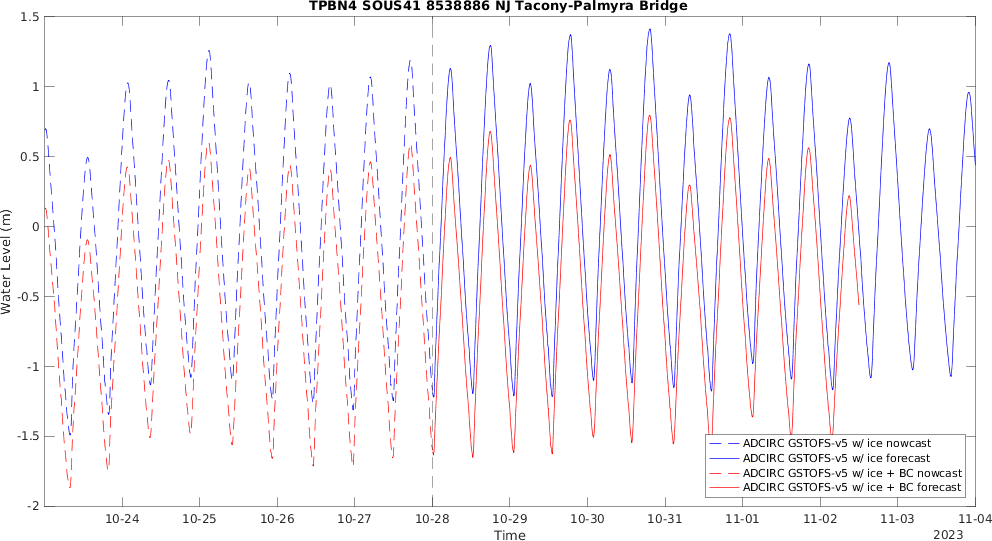 TPBN4 SOUS41 8538886 NJ Tacony-Palmyra Bridge
1.5
1
0.5
0
-0.5
-1
-1.5
-2
Water Level (m)
10-24 10-25 10-26 10-27 10-28 10-29 10-30 10-31 11-01 11-02 11-03 11-04
Time
2023
ADCIRC GSTOFS-v5 w/ ice nowcast
ADCIRC GSTOFS-v5 w/ ice forecast
ADCIRC GSTOFS-v5 w/ ice + BC nowcast
ADCIRC GSTOFS-v5 w/ ice + BC forecast